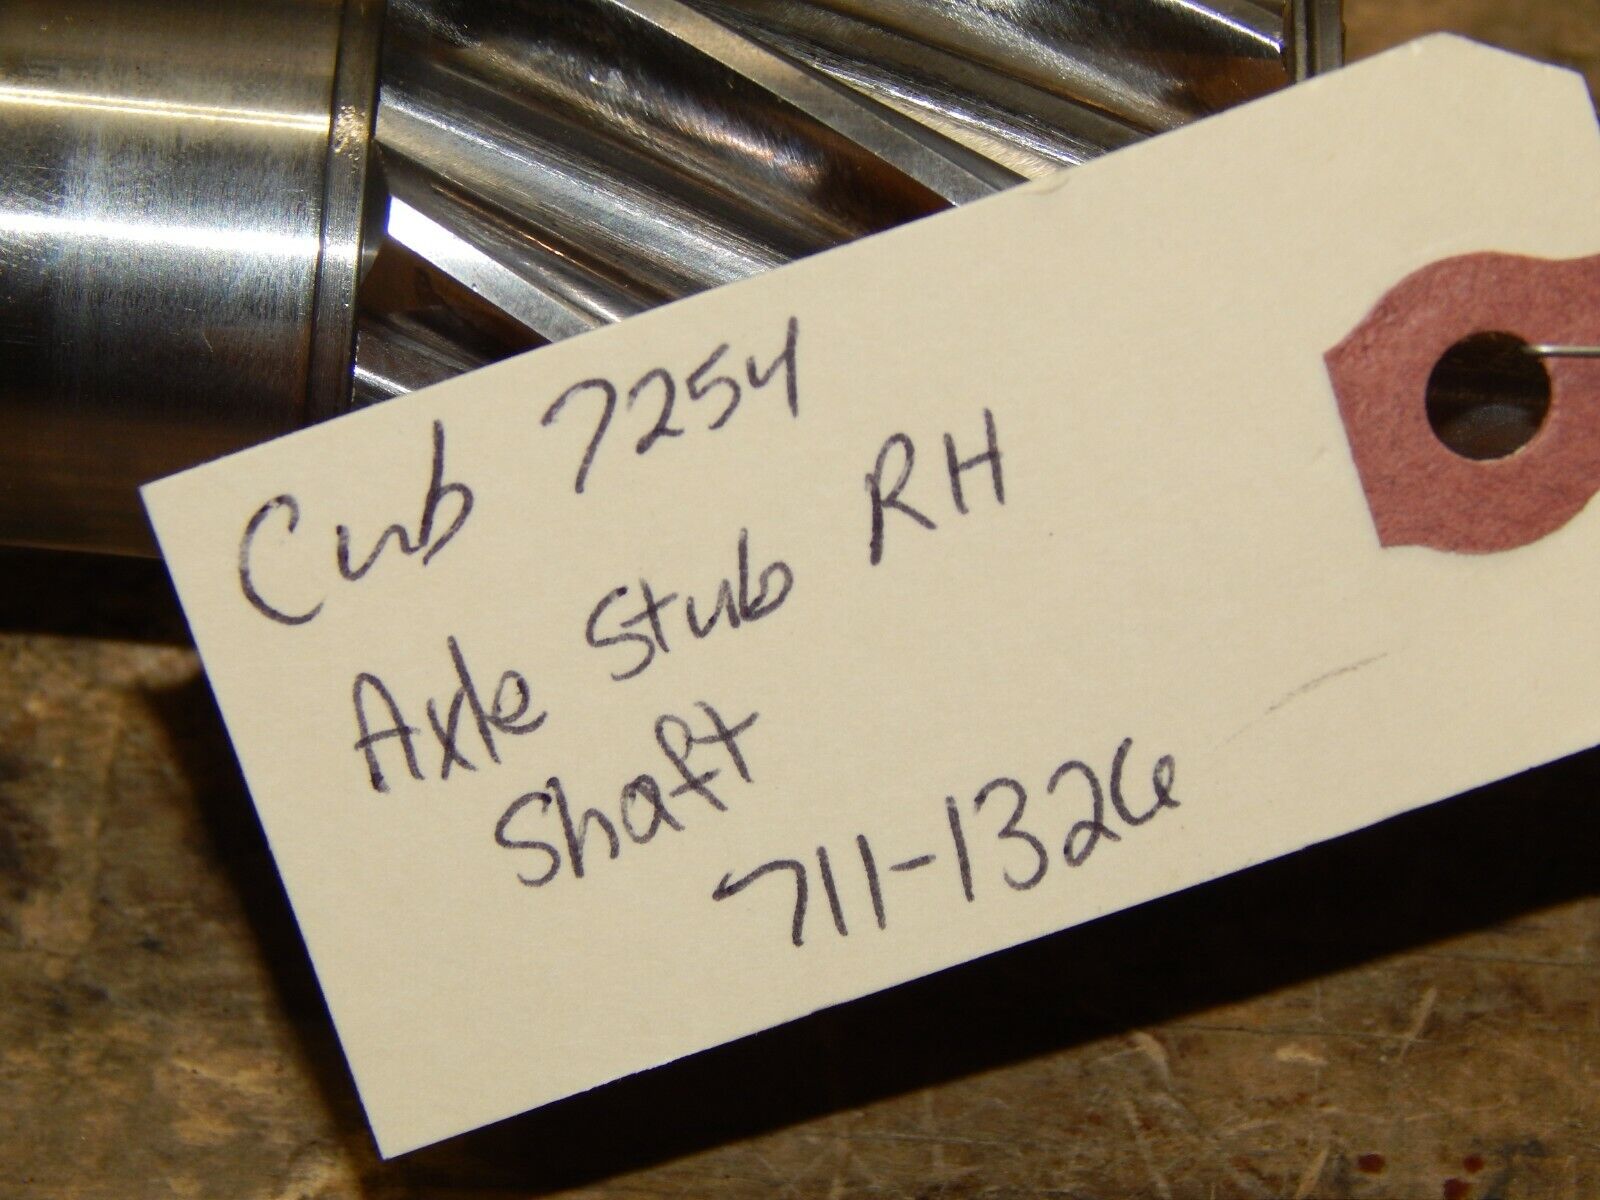 Cub 7254
Axle Stub RH
Shaft
711-1326